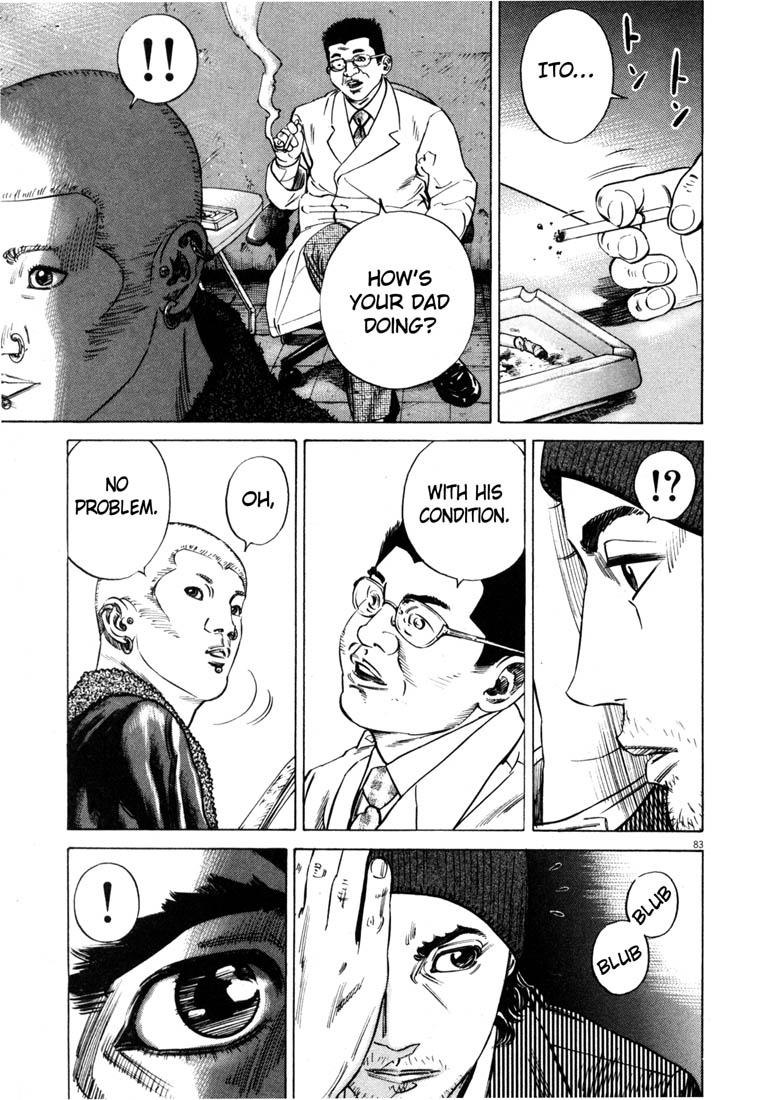 トントン
ITO...
!!
HOW'S
YOUR DAD
DOING?
!?
WITH HIS
CONDITION.
OH,
NO
PROBLEM.
83
BLUB
BLUB
!